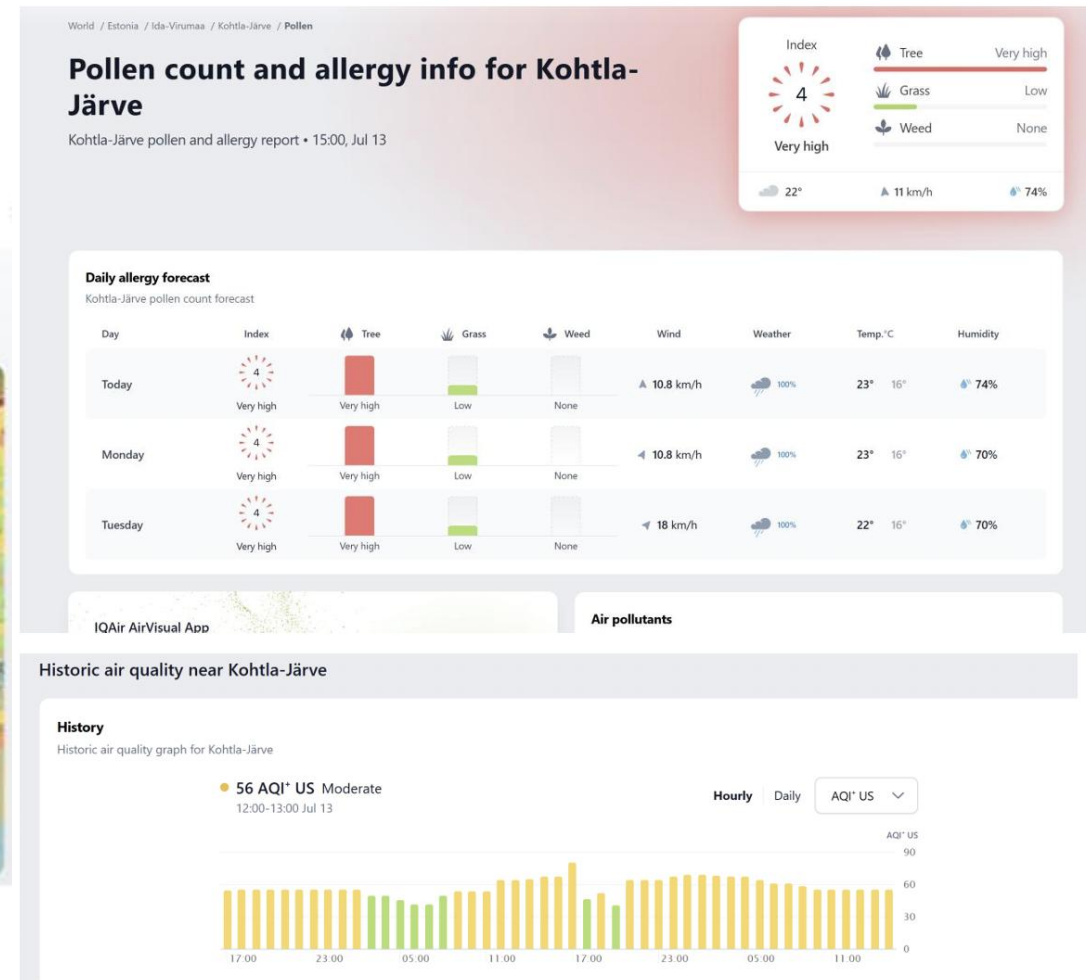 World / Estonia / Ida-Virumaa / Kohtla-Järve / Pollen
Pollen count and allergy info for Kohtla-
Järve
Kohtla-Järve pollen and allergy report • 15:00, Jul 13
Index
4
Very high
Tree Very high
Grass Low
Weed None
22° 11 km/h 74%
Daily allergy forecast
Kohtla-Järve pollen count forecast
Day Index Tree Grass Weed Wind Weather Temp.°C Humidity
Today 4 Very high Very high Low None 10.8 km/h 100% 23° 16° 74%
Monday 4 Very high Very high Low None 10.8 km/h 100% 23° 16° 70%
Tuesday 4 Very high Very high Low None 18 km/h 100% 22° 16° 70%
IQAir AirVisual App
Air pollutants
Historic air quality near Kohtla-Järve
History
Historic air quality graph for Kohtla-Järve
56 AQI⁺ US Moderate
12:00-13:00 Jul 13
Hourly Daily AQI⁺ US
AQI⁺ US
90
60
30
0
17:00 23:00 05:00 11:00 17:00 23:00 05:00 11:00